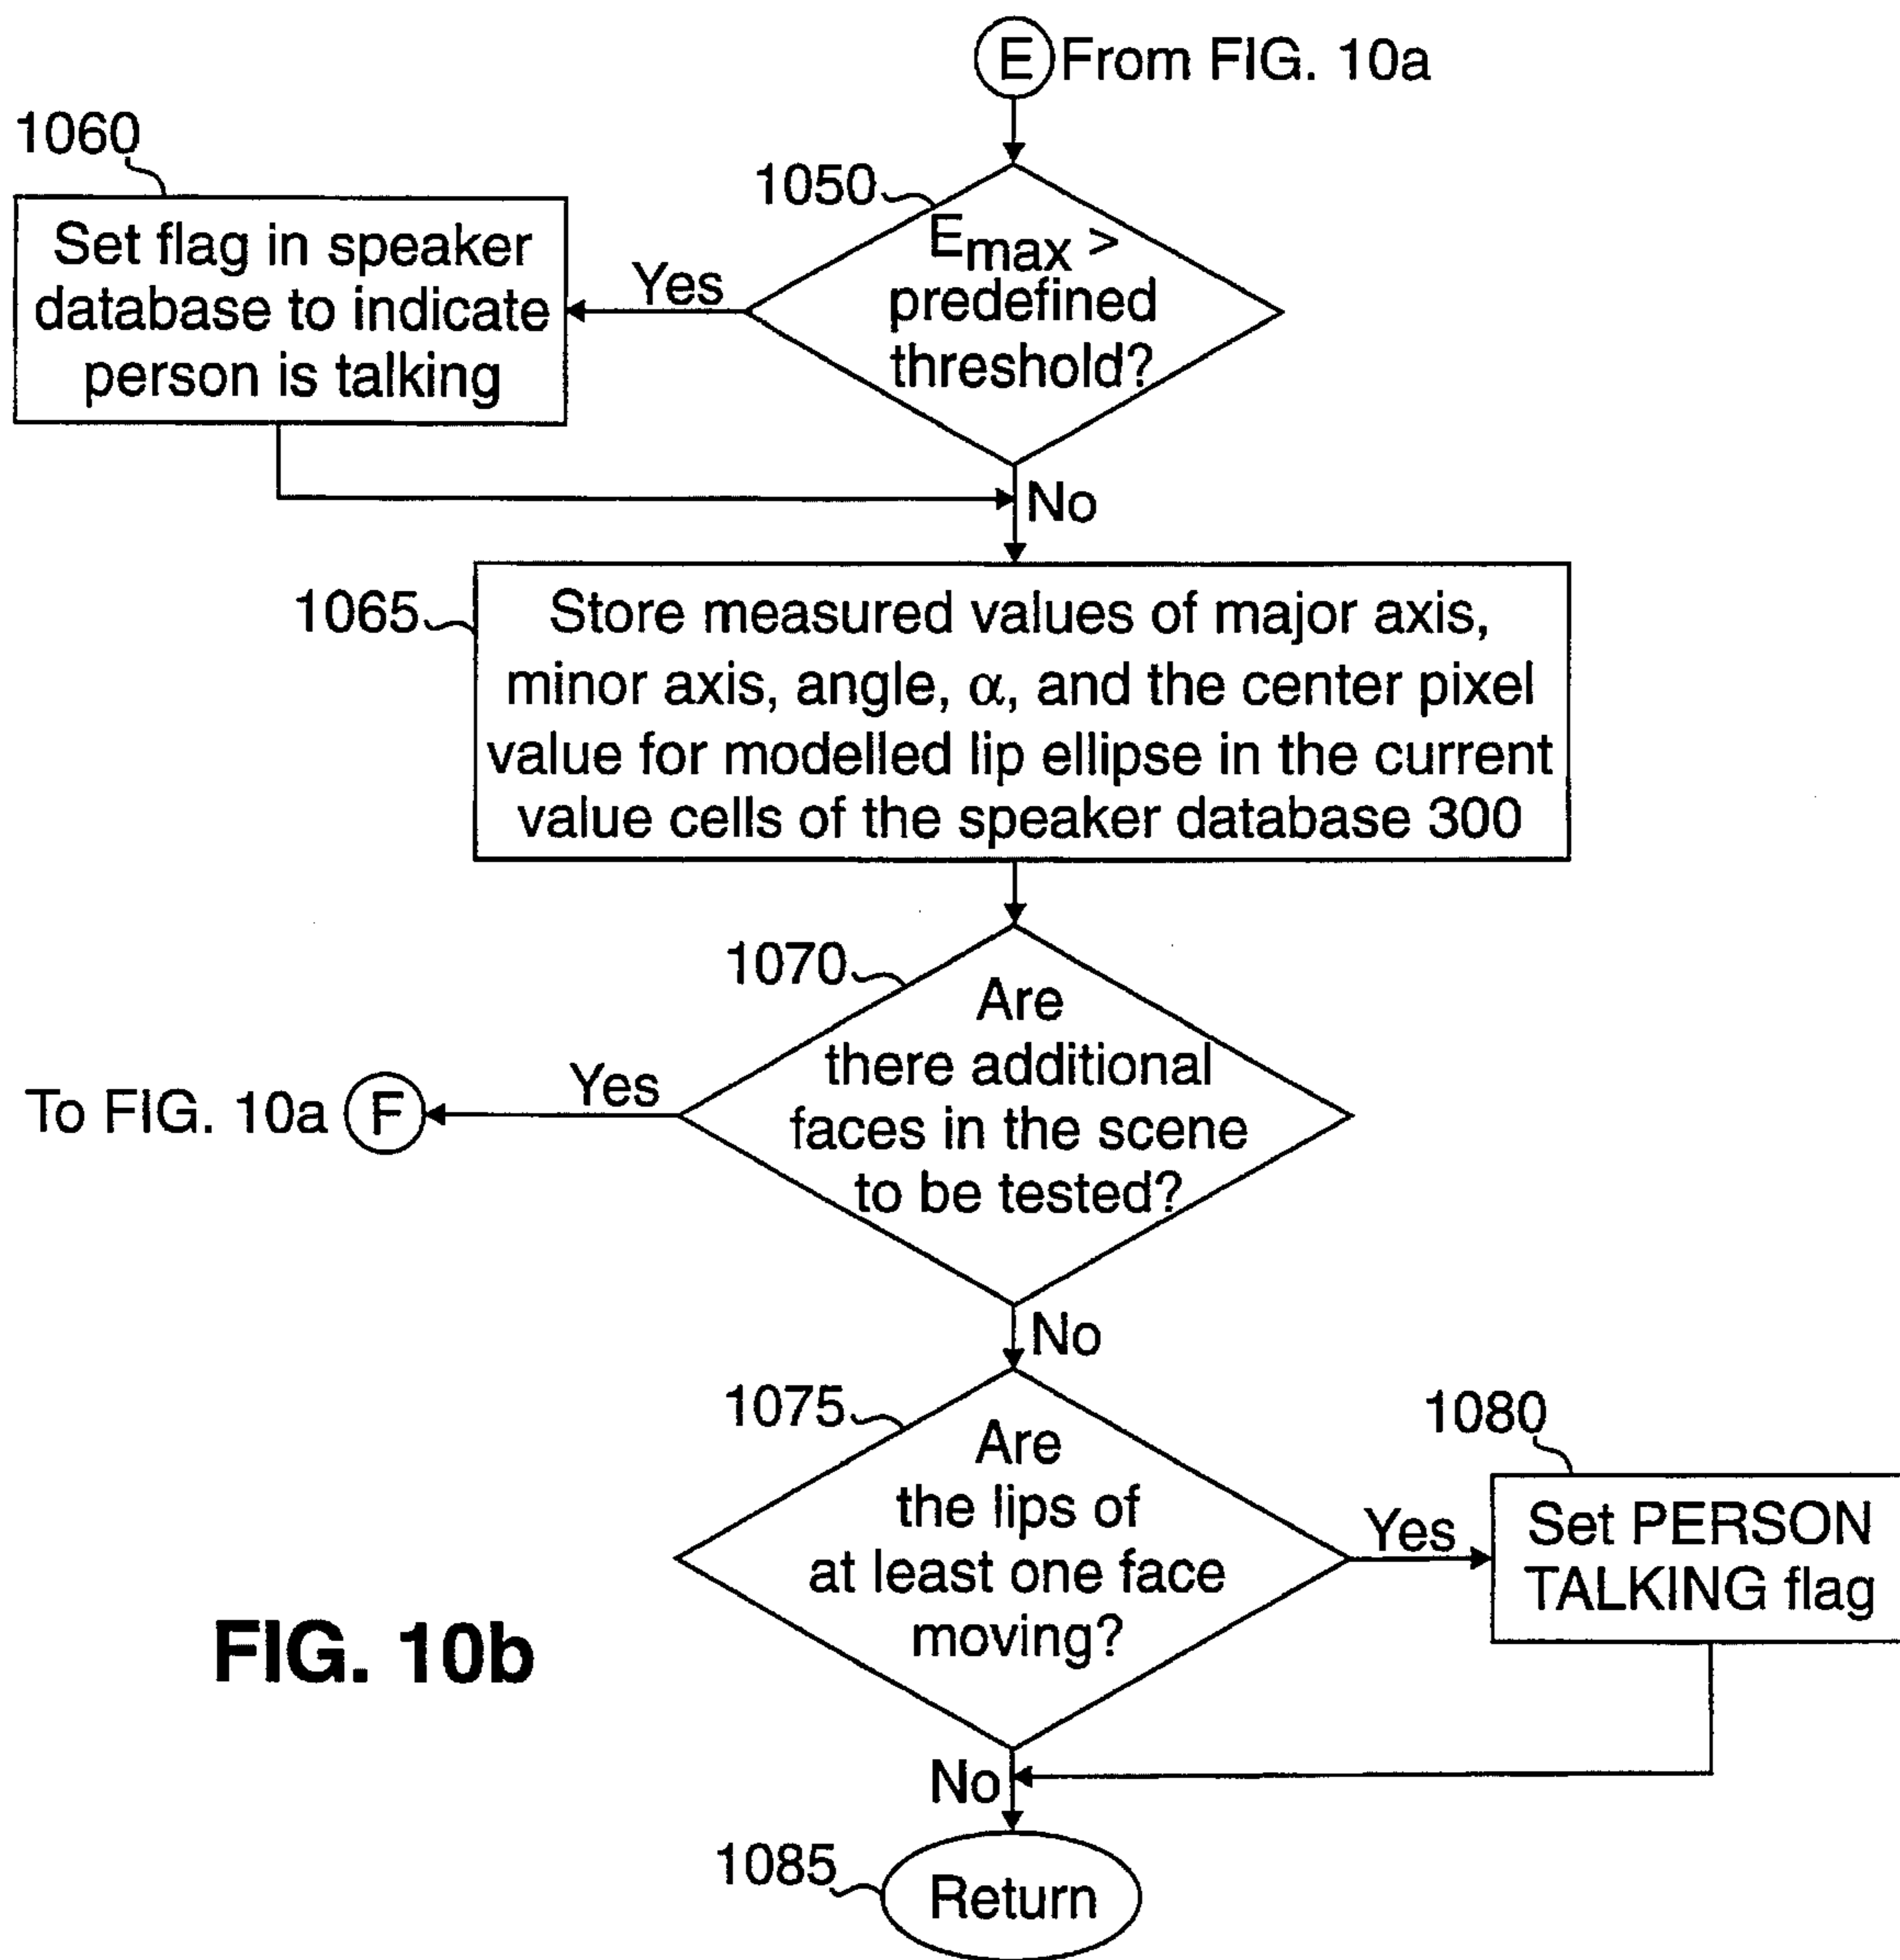 E From FIG. 10a
1060
1050
Set flag in speaker
database to indicate
person is talking
Yes
Emax >
predefined
threshold?
No
1065
Store measured values of major axis,
minor axis, angle, α, and the center pixel
value for modelled lip ellipse in the current
value cells of the speaker database 300
1070
Are
there additional
faces in the scene
to be tested?
Yes
To FIG. 10a F
No
1075
Are
the lips of
at least one face
moving?
1080
Yes
Set PERSON
TALKING flag
FIG. 10b
No
1085
Return